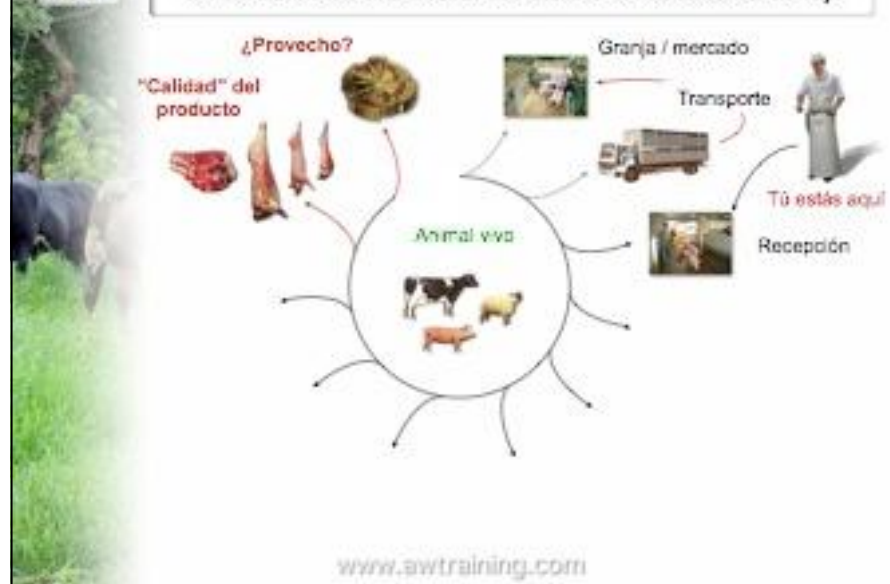 ¿Provecho?
"Calidad" del
producto
Granja / mercado
Transporte
Tú estás aquí
Recepción
Animal vivo
www.awtraining.com